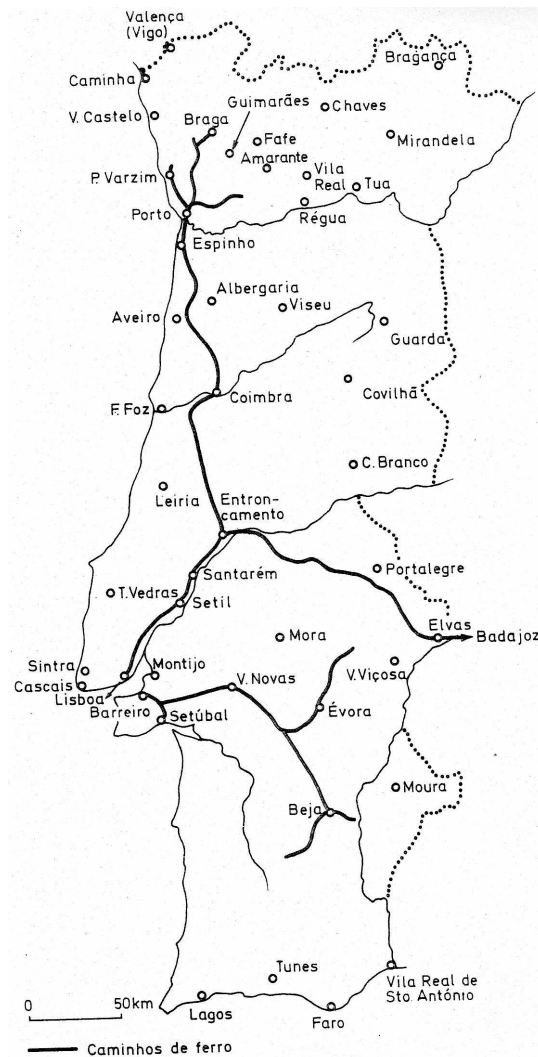 Valença
(Vigo)
Bragança
Caminha
Guimarães
Chaves
V. Castelo
Braga
Fafe
Mirandela
Amarante
Vila
Real
Tua
P. Varzim
Porto
Régua
Espinho
Albergaria
Viseu
Aveiro
Guarda
Coimbra
Covilhã
F. Foz
C. Branco
Leiria
Entron-
camento
Santarém
Portalegre
T. Vedras
Setil
Elvas
Badajoz
Mora
Sintra
Montijo
V. Viçosa
Cascais
V. Novas
Lisboa
Barreiro
Setúbal
Évora
Moura
Beja
Tunes
Vila Real de
Sto. António
0 50km
Lagos
Faro
Caminhos de ferro